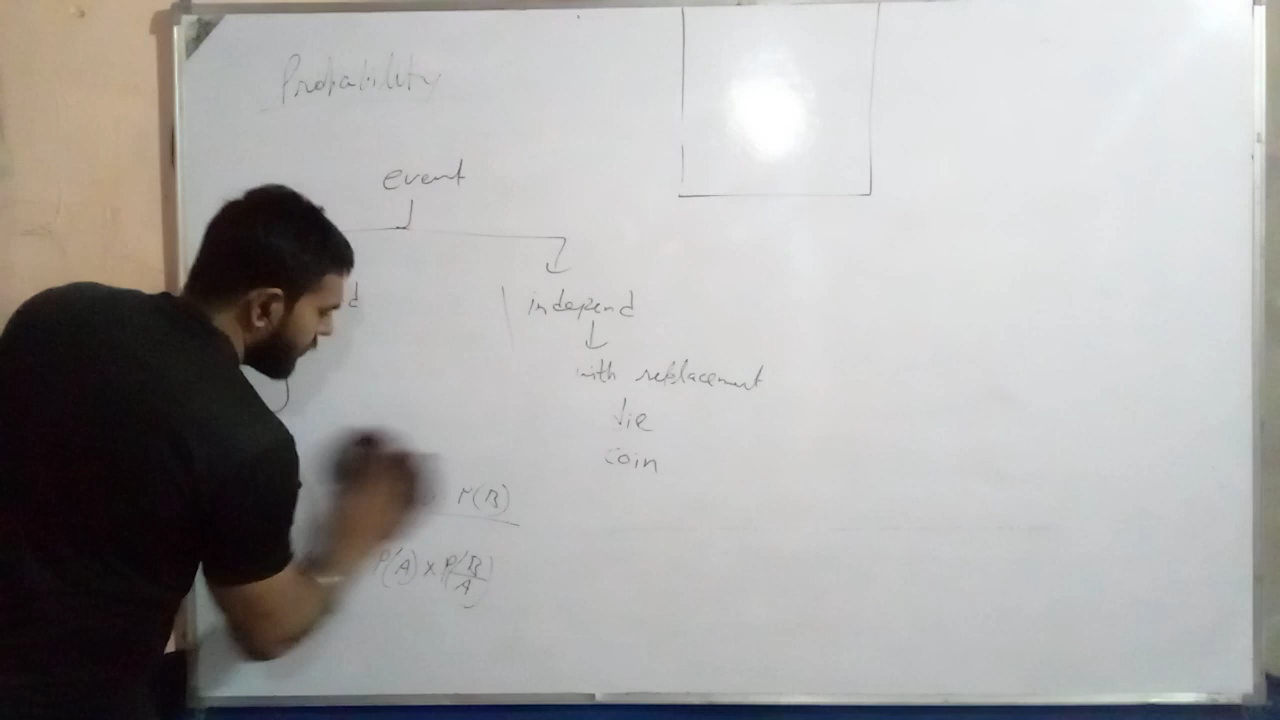 Probability
event
d independ
with replacement
die
coin
P(B)
P(A) x P(B/A)